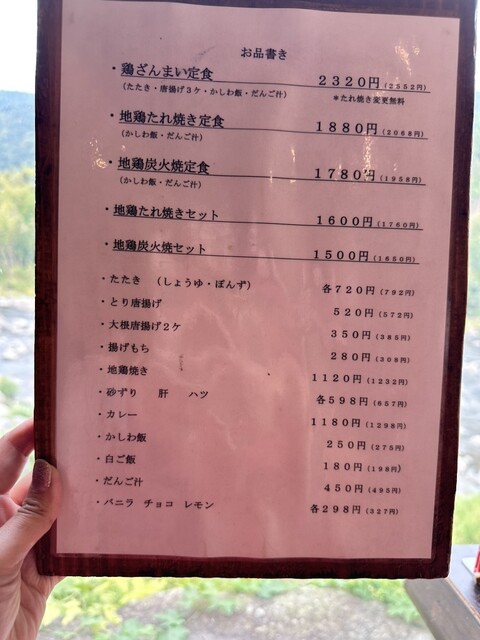 お品書き
・鶏ざんまい定食 2320円(2552円)
(たたき・唐揚げ3ケ・かしわ飯・だんご汁) *たれ焼き変更無料
・地鶏たれ焼き定食 1880円(2068円)
(かしわ飯・だんご汁)
・地鶏炭火焼定食 1780円(1958円)
(かしわ飯・だんご汁)
・地鶏たれ焼きセット 1600円(1760円)
・地鶏炭火焼セット 1500円(1650円)
・たたき (しょうゆ・ぽんず) 各720円(792円)
・とり唐揚げ 520円(572円)
・大根唐揚げ2ケ 350円(385円)
・揚げもち 280円(308円)
・地鶏焼き 1120円(1232円)
・砂ずり 肝 ハツ 各598円(657円)
・カレー 1180円(1298円)
・かしわ飯 250円(275円)
・白ご飯 180円(198円)
・だんご汁 450円(495円)
・バニラ チョコ レモン 各298円(327円)